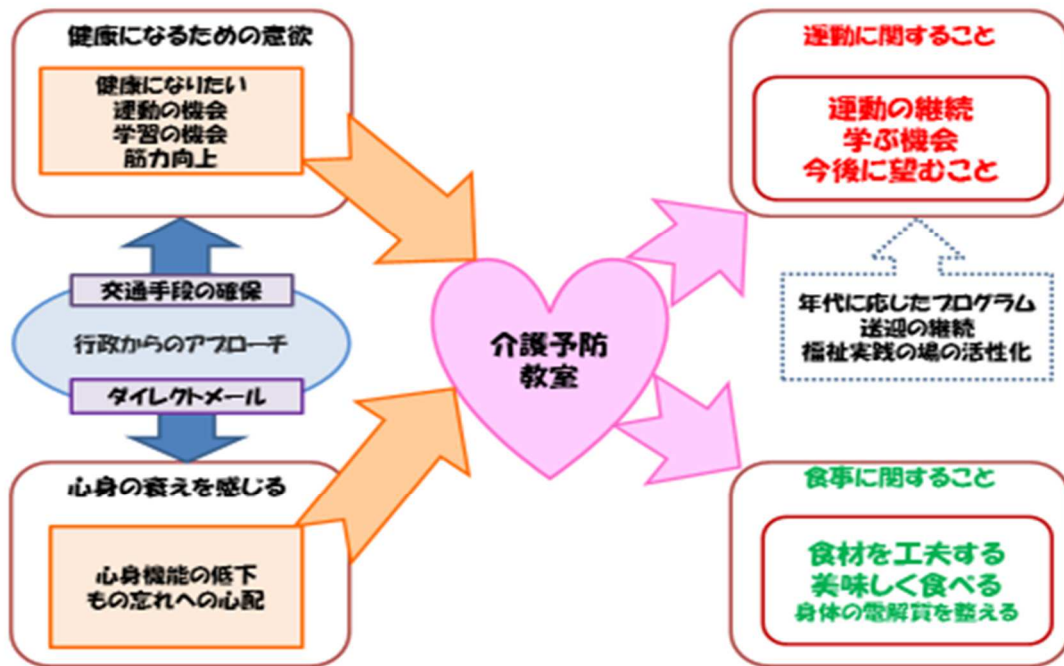 健康になるための意欲
健康になりたい
運動の機会
学習の機会
筋力向上
交通手段の確保
行政からのアプローチ
ダイレクトメール
心身の衰えを感じる
心身機能の低下
もの忘れへの心配
介護予防
教室
運動に関すること
運動の継続
学ぶ機会
今後に望むこと
年代に応じたプログラム
送迎の継続
福祉実践の場の活性化
食事に関すること
食材を工夫する
美味しく食べる
身体の電解質を整える